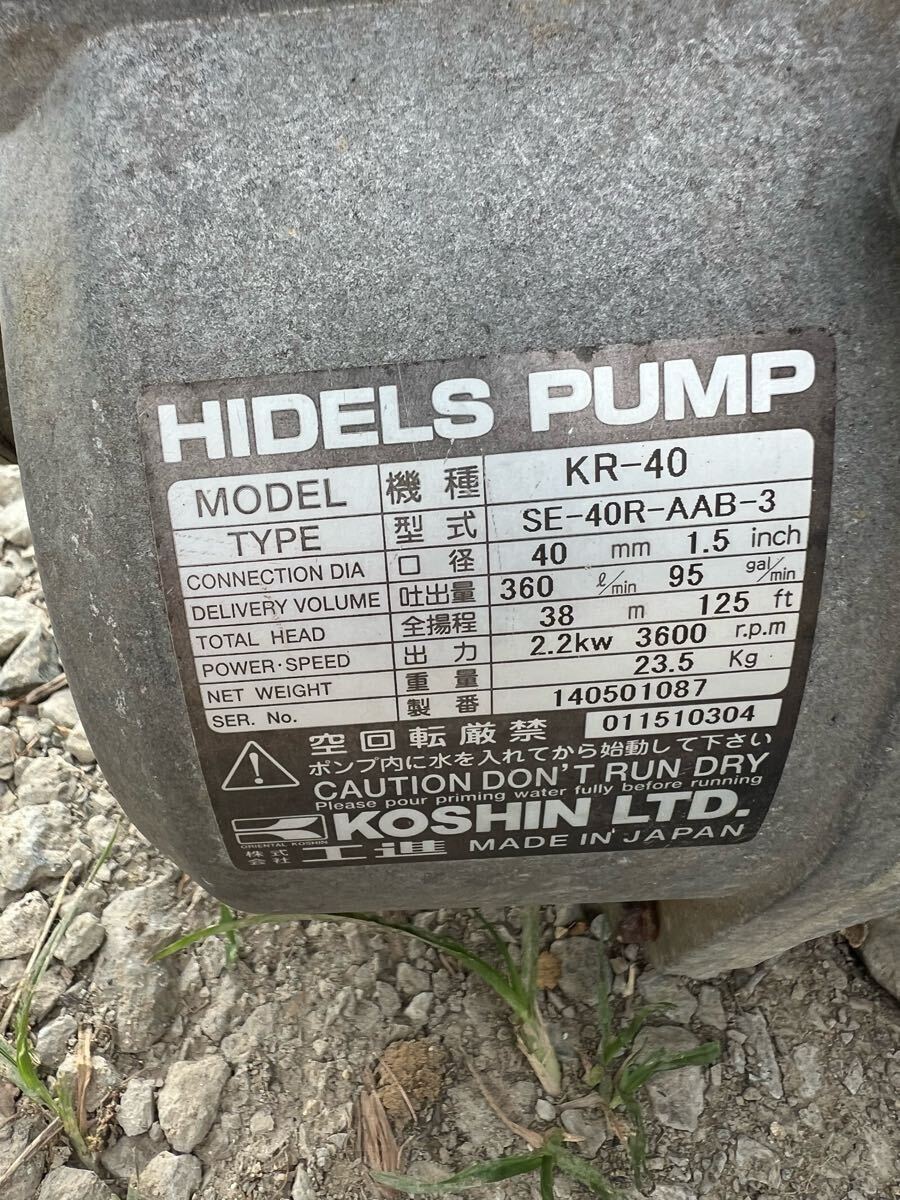 HIDELS PUMP
MODEL 機種 KR-40
TYPE 型式 SE-40R-AAB-3
CONNECTION DIA 口径 40 mm 1.5 inch
DELIVERY VOLUME 吐出量 360 ℓ/min 95 gal/min
TOTAL HEAD 全揚程 38 m 125 ft
POWER·SPEED 出力 2.2kw 3600 r.p.m
NET WEIGHT 重量 23.5 Kg
SER. No. 製番 140501087
011510304
空回転厳禁
ポンプ内に水を入れてから始動して下さい
CAUTION DON'T RUN DRY
Please pour priming water fully before running
KOSHIN LTD.
ORIENTAL KOSHIN
株式会社 工進 MADE IN JAPAN